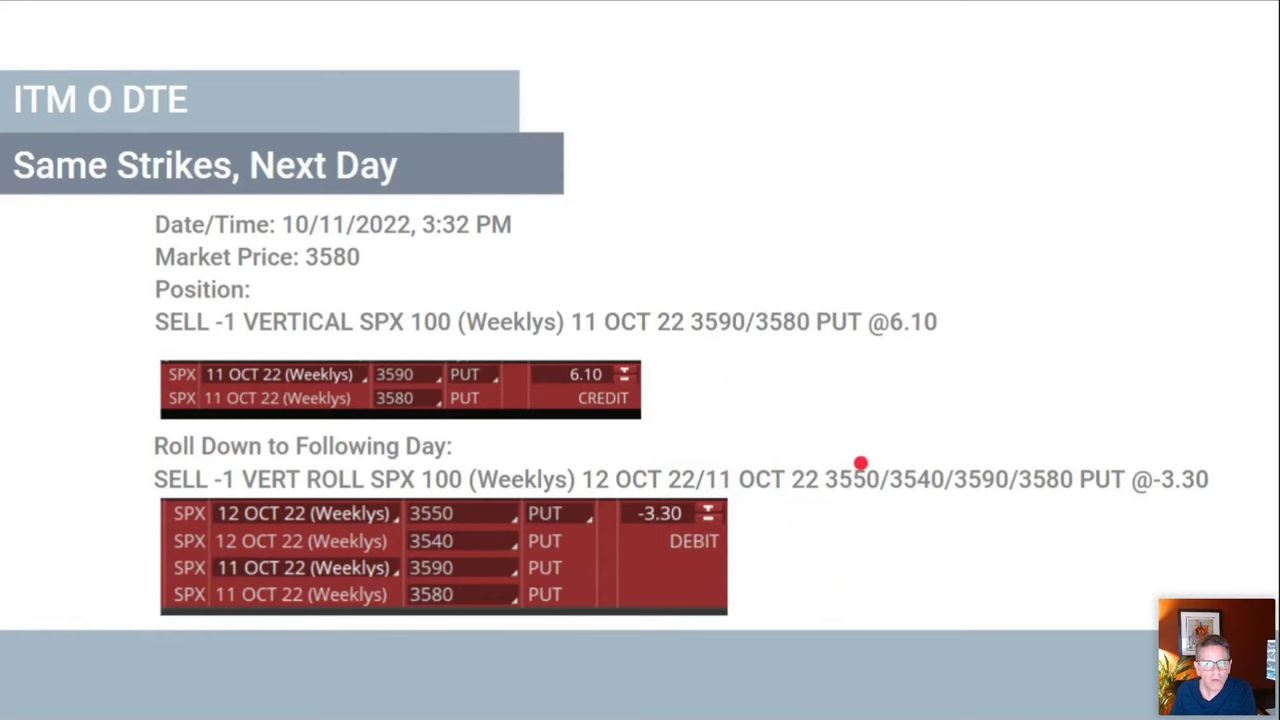 ITM O DTE
Same Strikes, Next Day
Date/Time: 10/11/2022, 3:32 PM
Market Price: 3580
Position:
SELL -1 VERTICAL SPX 100 (Weeklys) 11 OCT 22 3590/3580 PUT @6.10
SPX 11 OCT 22 (Weeklys) 3590 PUT 6.10
SPX 11 OCT 22 (Weeklys) 3580 PUT CREDIT
Roll Down to Following Day:
SELL -1 VERT ROLL SPX 100 (Weeklys) 12 OCT 22/11 OCT 22 3550/3540/3590/3580 PUT @-3.30
SPX 12 OCT 22 (Weeklys) 3550 PUT -3.30
SPX 12 OCT 22 (Weeklys) 3540 PUT DEBIT
SPX 11 OCT 22 (Weeklys) 3590 PUT
SPX 11 OCT 22 (Weeklys) 3580 PUT